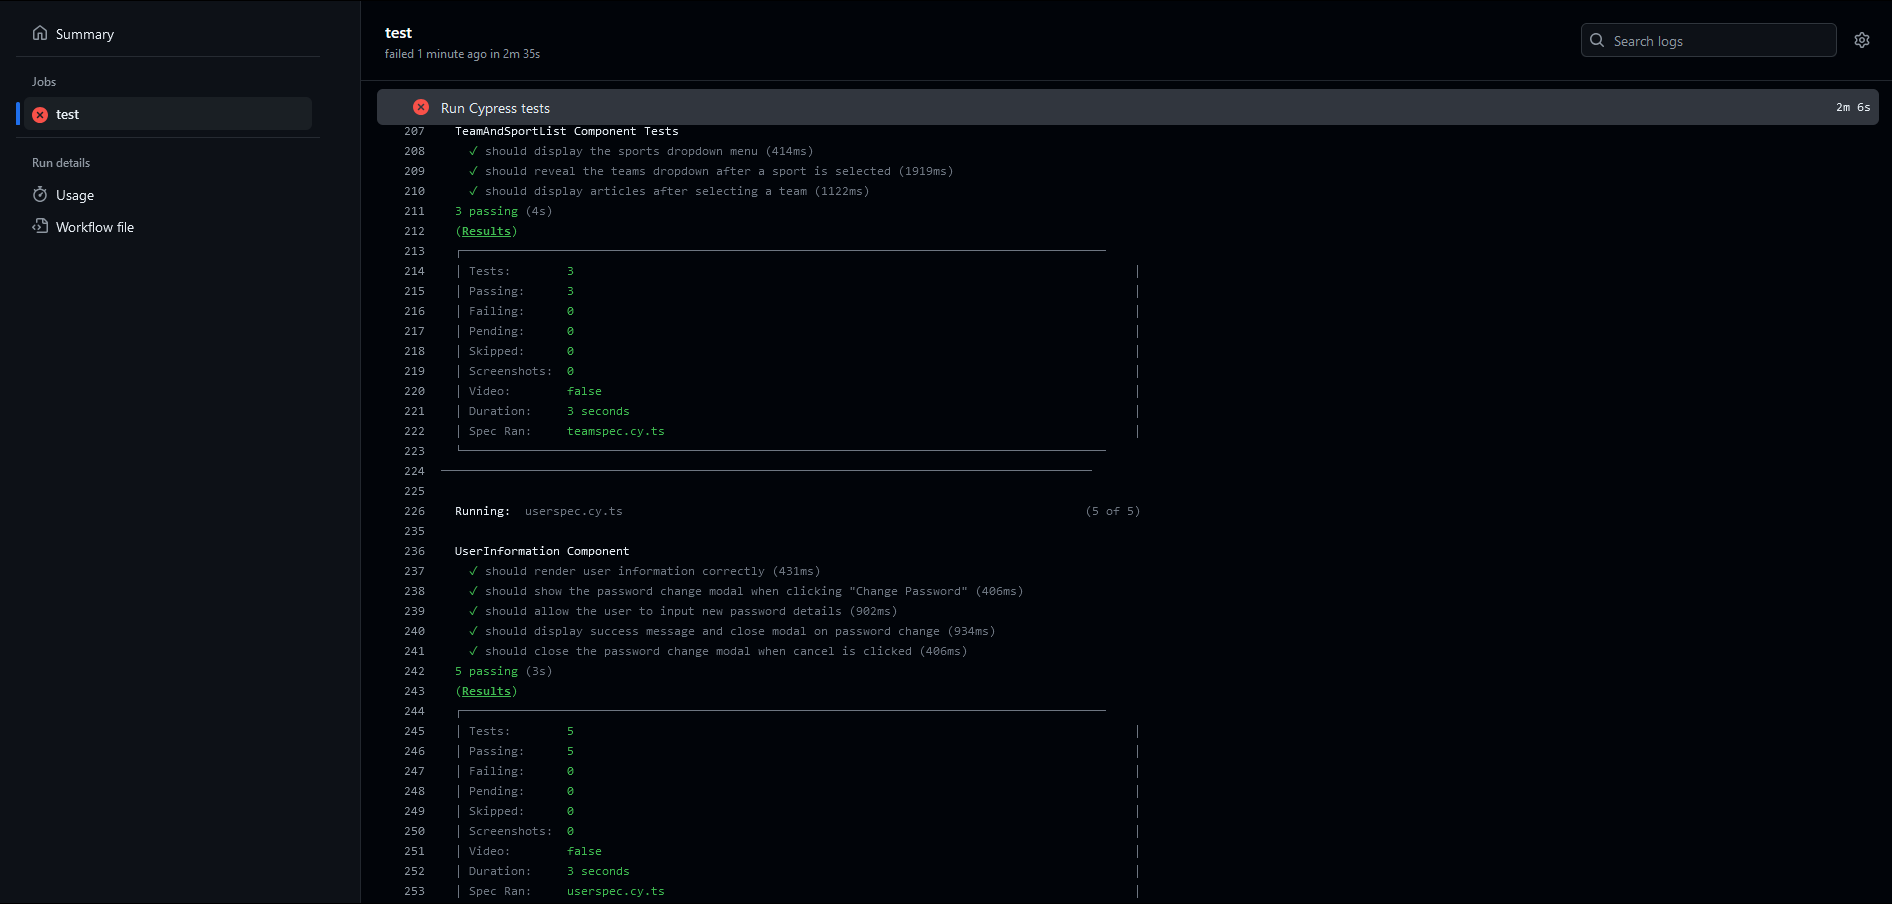 Summary
Jobs
test
Run details
Usage
Workflow file
test
failed 1 minute ago in 2m 35s
Search logs
Run Cypress tests 2m 6s
207 TeamAndSportList Component Tests
208 ✓ should display the sports dropdown menu (414ms)
209 ✓ should reveal the teams dropdown after a sport is selected (1919ms)
210 ✓ should display articles after selecting a team (1122ms)
211 3 passing (4s)
212 (Results)
213
214 │ Tests: 3 │
215 │ Passing: 3 │
216 │ Failing: 0 │
217 │ Pending: 0 │
218 │ Skipped: 0 │
219 │ Screenshots: 0 │
220 │ Video: false │
221 │ Duration: 3 seconds │
222 │ Spec Ran: teamspec.cy.ts │
223
224
225
226 Running: userspec.cy.ts (5 of 5)
235
236 UserInformation Component
237 ✓ should render user information correctly (431ms)
238 ✓ should show the password change modal when clicking "Change Password" (406ms)
239 ✓ should allow the user to input new password details (902ms)
240 ✓ should display success message and close modal on password change (934ms)
241 ✓ should close the password change modal when cancel is clicked (406ms)
242 5 passing (3s)
243 (Results)
244
245 │ Tests: 5 │
246 │ Passing: 5 │
247 │ Failing: 0 │
248 │ Pending: 0 │
249 │ Skipped: 0 │
250 │ Screenshots: 0 │
251 │ Video: false │
252 │ Duration: 3 seconds │
253 │ Spec Ran: userspec.cy.ts │